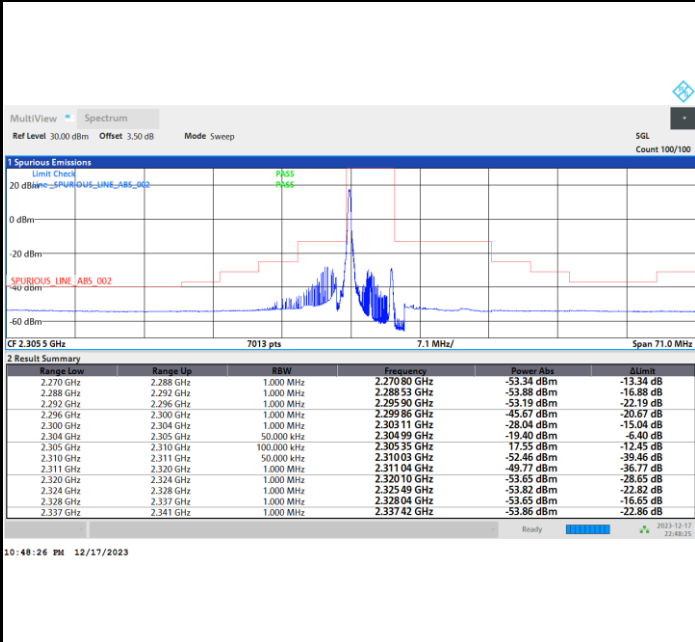 MultiView Spectrum
Ref Level 30.00 dBm Offset 3.50 dB Mode Sweep SGL
Count 100/100
1 Spurious Emissions
Limit Check PASS
Line _SPURIOUS_LINE_ABS_002 PASS
20 dBm
0 dBm
-20 dBm
_SPURIOUS_LINE_ABS_002
-40 dBm
-60 dBm
CF 2.305 5 GHz 7013 pts 7.1 MHz/ Span 71.0 MHz
2 Result Summary
Range Low Range Up RBW Frequency Power Abs ΔLimit
2.270 GHz 2.288 GHz 1.000 MHz 2.270 80 GHz -53.34 dBm -13.34 dB
2.288 GHz 2.292 GHz 1.000 MHz 2.288 53 GHz -53.88 dBm -16.88 dB
2.292 GHz 2.296 GHz 1.000 MHz 2.295 90 GHz -53.19 dBm -22.19 dB
2.296 GHz 2.300 GHz 1.000 MHz 2.299 86 GHz -45.67 dBm -20.67 dB
2.300 GHz 2.304 GHz 1.000 MHz 2.303 11 GHz -28.04 dBm -15.04 dB
2.304 GHz 2.305 GHz 50.000 kHz 2.304 99 GHz -19.40 dBm -6.40 dB
2.305 GHz 2.310 GHz 100.000 kHz 2.305 35 GHz 17.55 dBm -12.45 dB
2.310 GHz 2.311 GHz 50.000 kHz 2.310 03 GHz -52.46 dBm -39.46 dB
2.311 GHz 2.320 GHz 1.000 MHz 2.311 04 GHz -49.77 dBm -36.77 dB
2.320 GHz 2.324 GHz 1.000 MHz 2.320 10 GHz -53.65 dBm -28.65 dB
2.324 GHz 2.328 GHz 1.000 MHz 2.325 49 GHz -53.82 dBm -22.82 dB
2.328 GHz 2.337 GHz 1.000 MHz 2.328 04 GHz -53.65 dBm -16.65 dB
2.337 GHz 2.341 GHz 1.000 MHz 2.337 42 GHz -53.86 dBm -22.86 dB
Ready 2023-12-17
22:48:25
10:48:26 PM 12/17/2023